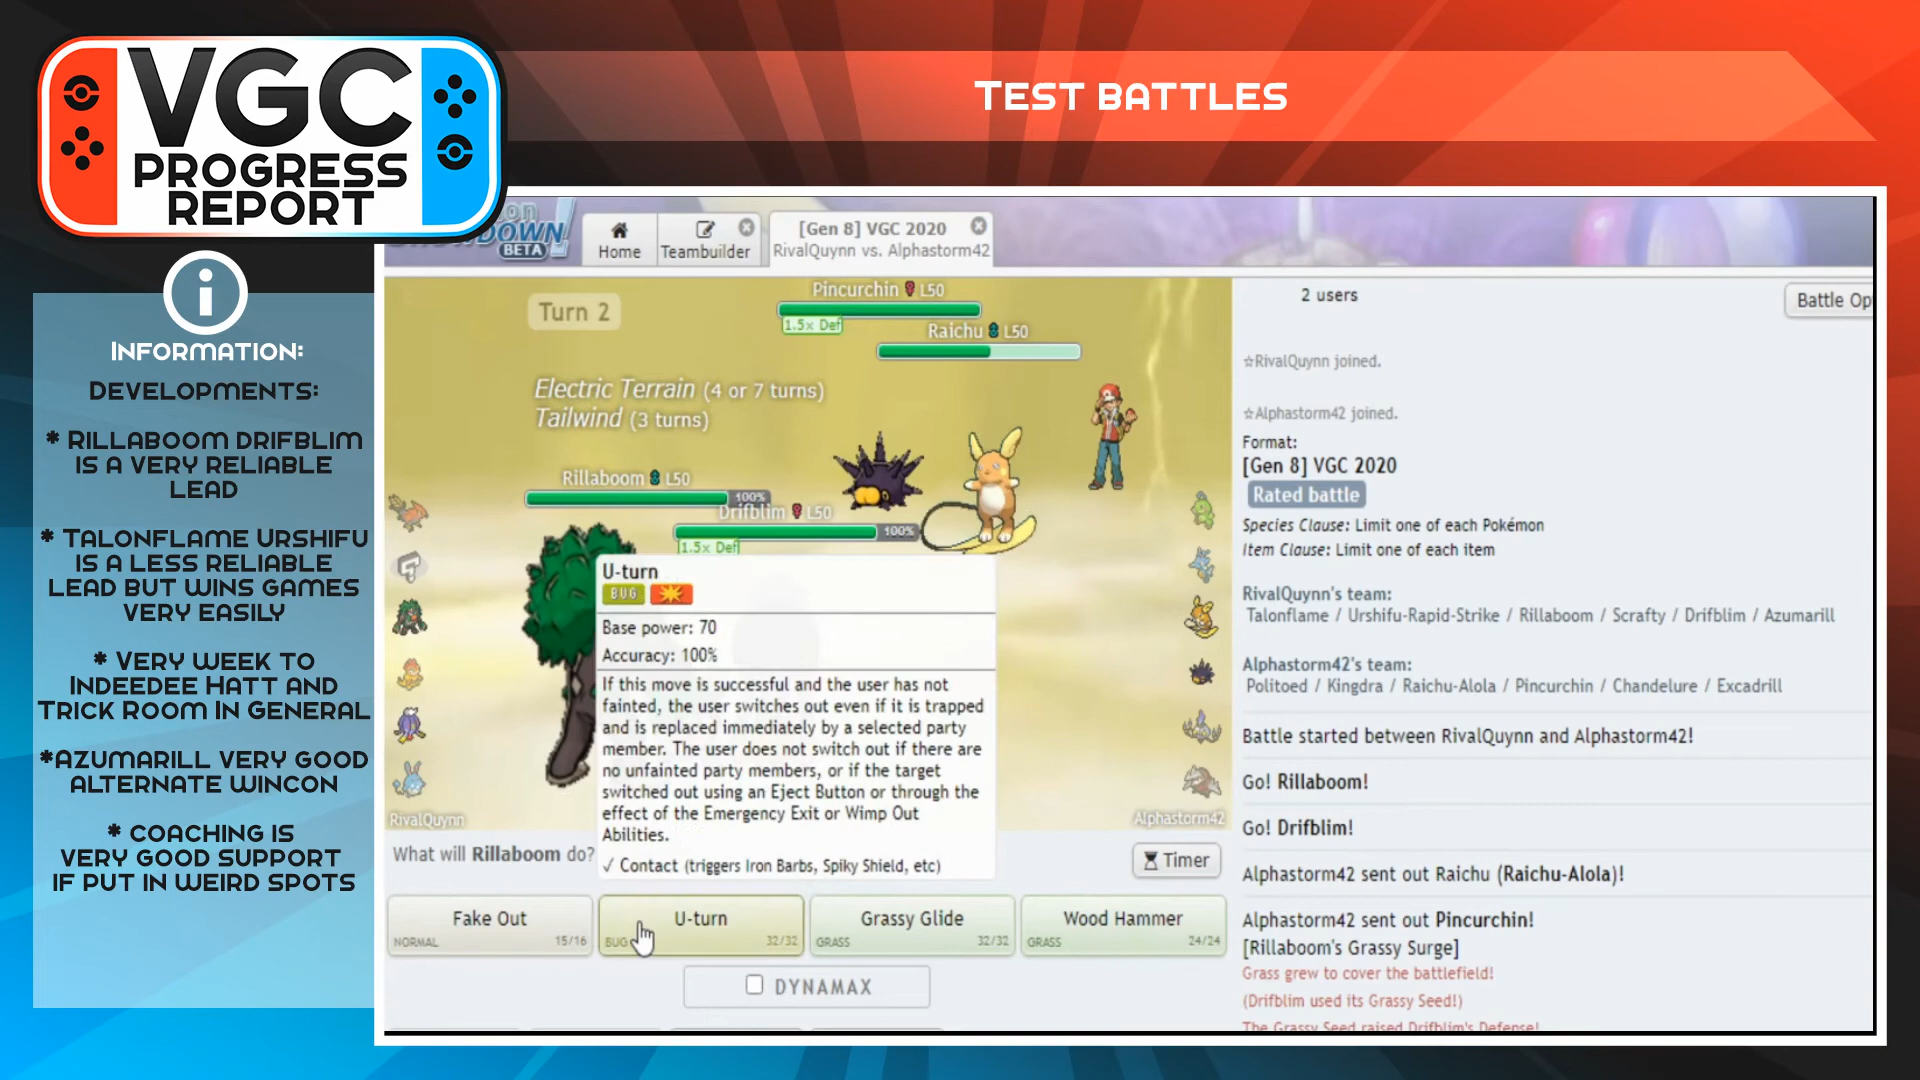 VGC
PROGRESS
REPORT
TEST BATTLES
INFORMATION:
DEVELOPMENTS:
* RILLABOOM DRIFBLIM
IS A VERY RELIABLE
LEAD
* TALONFLAME URSHIFU
IS A LESS RELIABLE
LEAD BUT WINS GAMES
VERY EASILY
* VERY WEEK TO
INDEEDEE HATT AND
TRICK ROOM IN GENERAL
*AZUMARILL VERY GOOD
ALTERNATE WINCON
* COACHING IS
VERY GOOD SUPPORT
IF PUT IN WEIRD SPOTS
BETA
Home
Teambuilder
[Gen 8] VGC 2020
RivalQuynn vs. Alphastorm42
Turn 2
Pincurchin L50
1.5x Def
Raichu L50
Electric Terrain (4 or 7 turns)
Tailwind (3 turns)
Rillaboom L50
100%
Drifblim L50
100%
1.5x Def
U-turn
BUG
Base power: 70
Accuracy: 100%
If this move is successful and the user has not
fainted, the user switches out even if it is trapped
and is replaced immediately by a selected party
member. The user does not switch out if there are
no unfainted party members, or if the target
switched out using an Eject Button or through the
effect of the Emergency Exit or Wimp Out
Abilities.
✓ Contact (triggers Iron Barbs, Spiky Shield, etc)
RivalQuynn
Alphastorm42
What will Rillaboom do?
Timer
Fake Out
NORMAL 15/16
U-turn
BUG 32/32
Grassy Glide
GRASS 32/32
Wood Hammer
GRASS 24/24
DYNAMAX
2 users
Battle Op
☆RivalQuynn joined.
☆Alphastorm42 joined.
Format:
[Gen 8] VGC 2020
Rated battle
Species Clause: Limit one of each Pokémon
Item Clause: Limit one of each item
RivalQuynn's team:
Talonflame / Urshifu-Rapid-Strike / Rillaboom / Scrafty / Drifblim / Azumarill
Alphastorm42's team:
Politoed / Kingdra / Raichu-Alola / Pincurchin / Chandelure / Excadrill
Battle started between RivalQuynn and Alphastorm42!
Go! Rillaboom!
Go! Drifblim!
Alphastorm42 sent out Raichu (Raichu-Alola)!
Alphastorm42 sent out Pincurchin!
[Rillaboom's Grassy Surge]
Grass grew to cover the battlefield!
(Drifblim used its Grassy Seed!)
The Grassy Seed raised Drifblim's Defense!